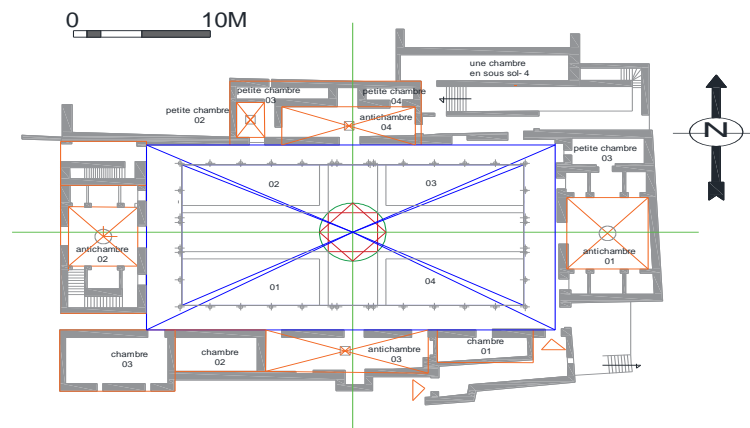 0 10M
une chambre
en sous sol- 4
petite chambre
03
petite chambre
04
petite chambre
02
antichambre
04
petite chambre
03
N
02
03
antichambre
02
antichambre
01
01
04
chambre
03
chambre
02
antichambre
03
chambre
01